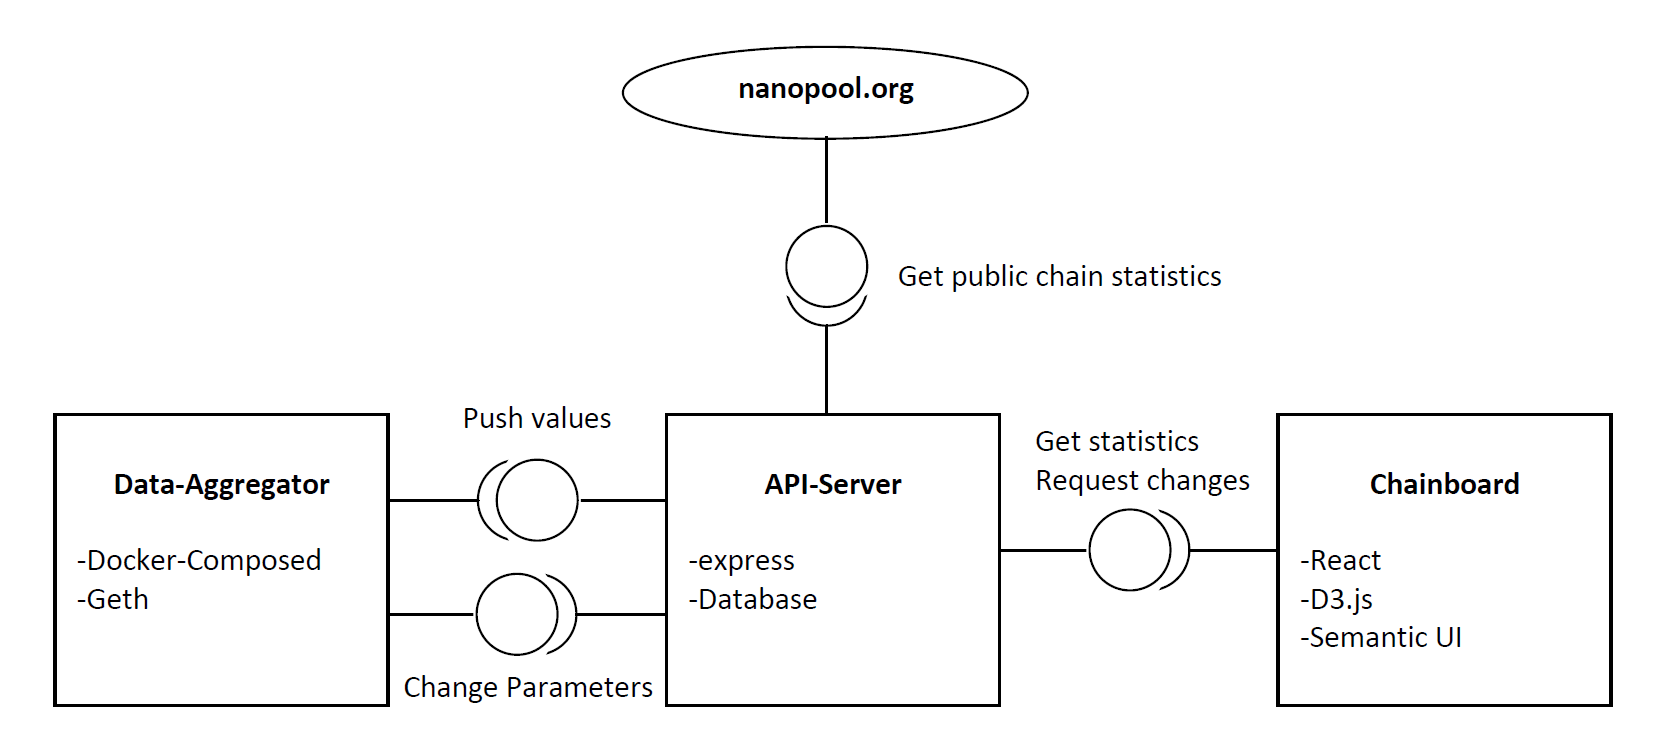 nanopool.org
Get public chain statistics
Push values
Data-Aggregator
-Docker-Composed
-Geth
Change Parameters
API-Server
-express
-Database
Get statistics
Request changes
Chainboard
-React
-D3.js
-Semantic UI